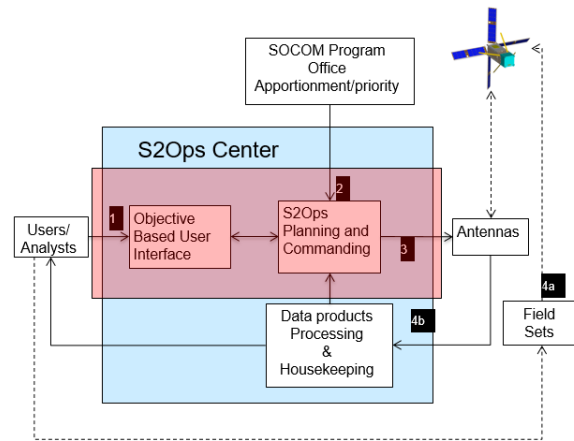 SOCOM Program
Office
Apportionment/priority
S2Ops Center
1
2
Users/
Analysts
Objective
Based User
Interface
S2Ops
Planning and
Commanding
3
Antennas
4a
Data products
Processing
&
Housekeeping
4b
Field
Sets